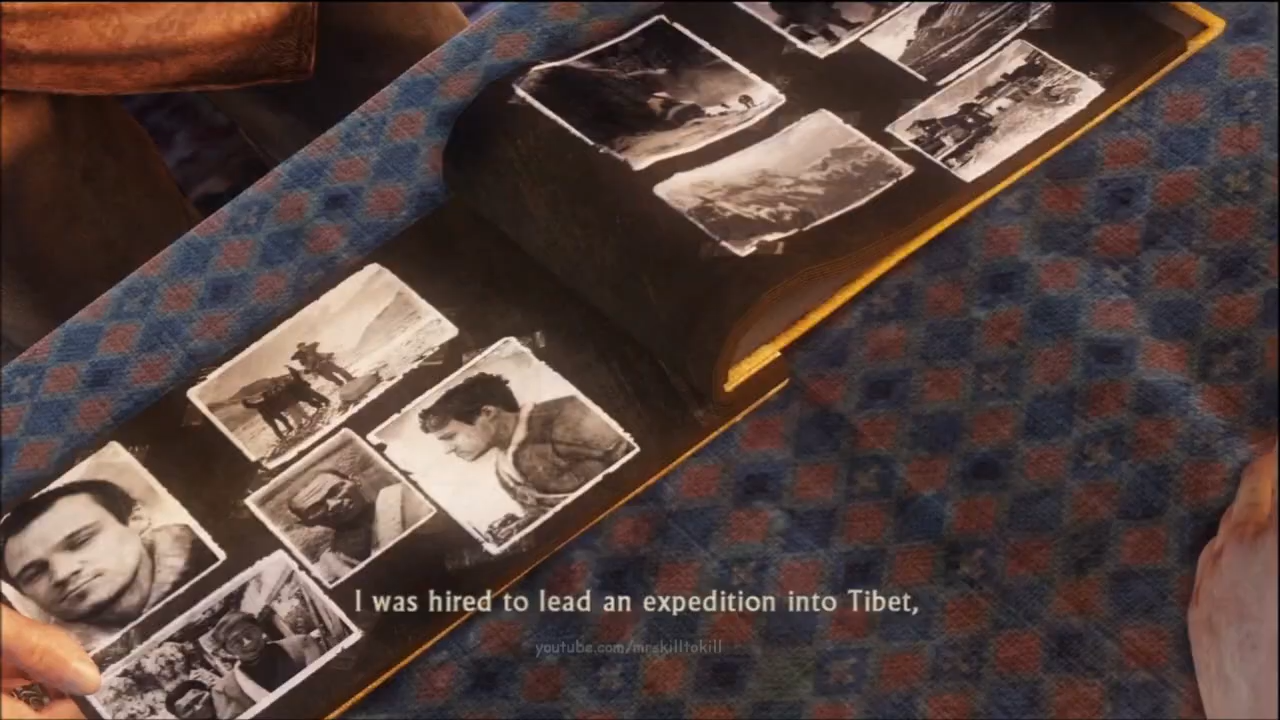 I was hired to lead an expedition into Tibet,
youtube.com/mrskilltokill